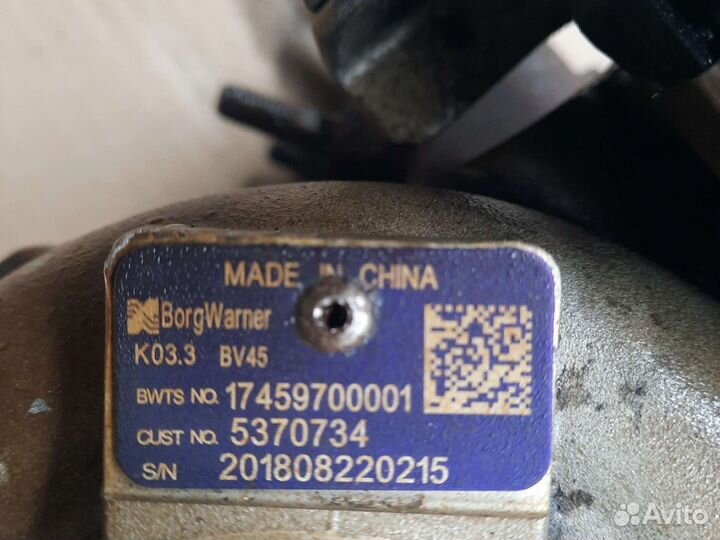 MADE IN CHINA
BorgWarner
K03.3 BV45
BWTS NO. 17459700001
CUST NO. 5370734
S/N 201808220215
Avito